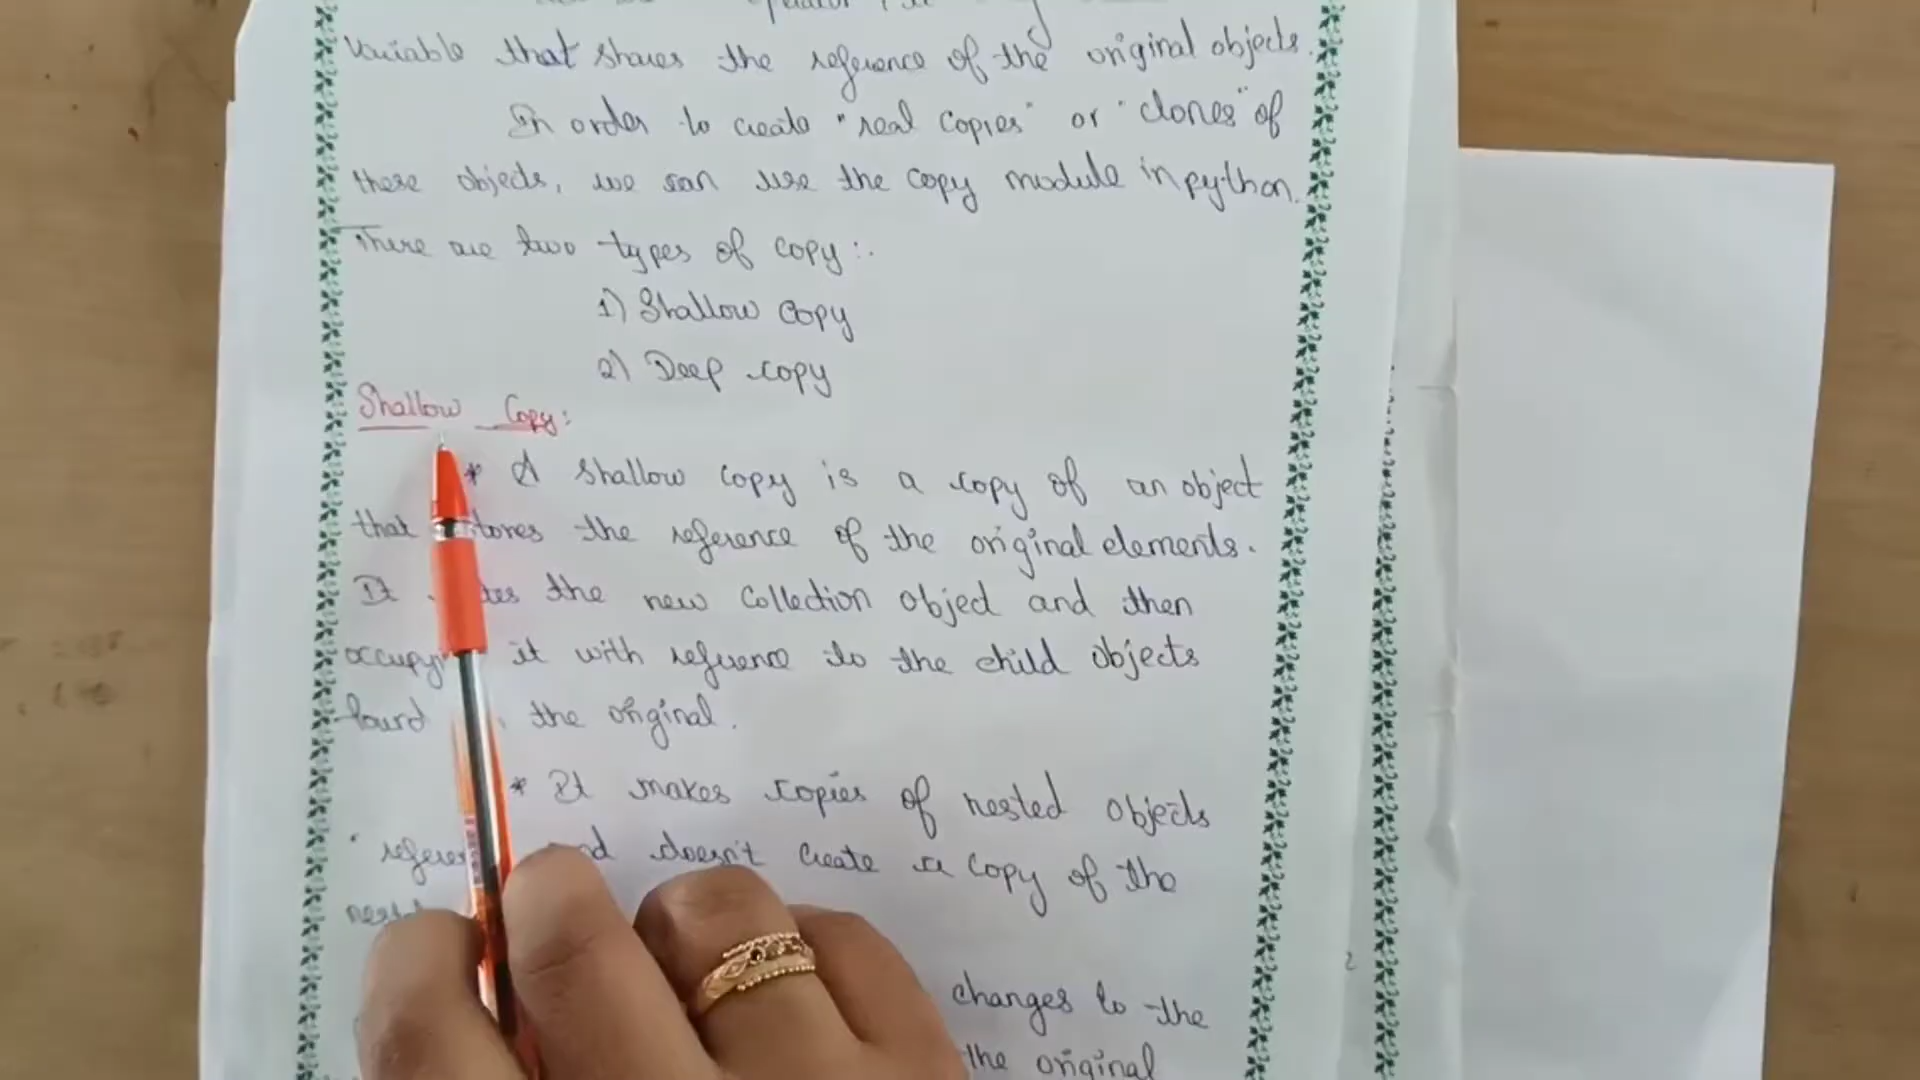 variable that shares the reference of the original objects.
In order to create "real copies" or "clones" of
these objects, we can use the copy module in python.
There are two types of copy:.
1) Shallow copy
2) Deep copy
Shallow Copy:
* A shallow copy is a copy of an object
that stores the reference of the original elements.
It the new collection object and then
occupy it with reference to the child objects
found the original.
* It makes copies of nested objects
doesn't create a copy of the
changes to the
the original